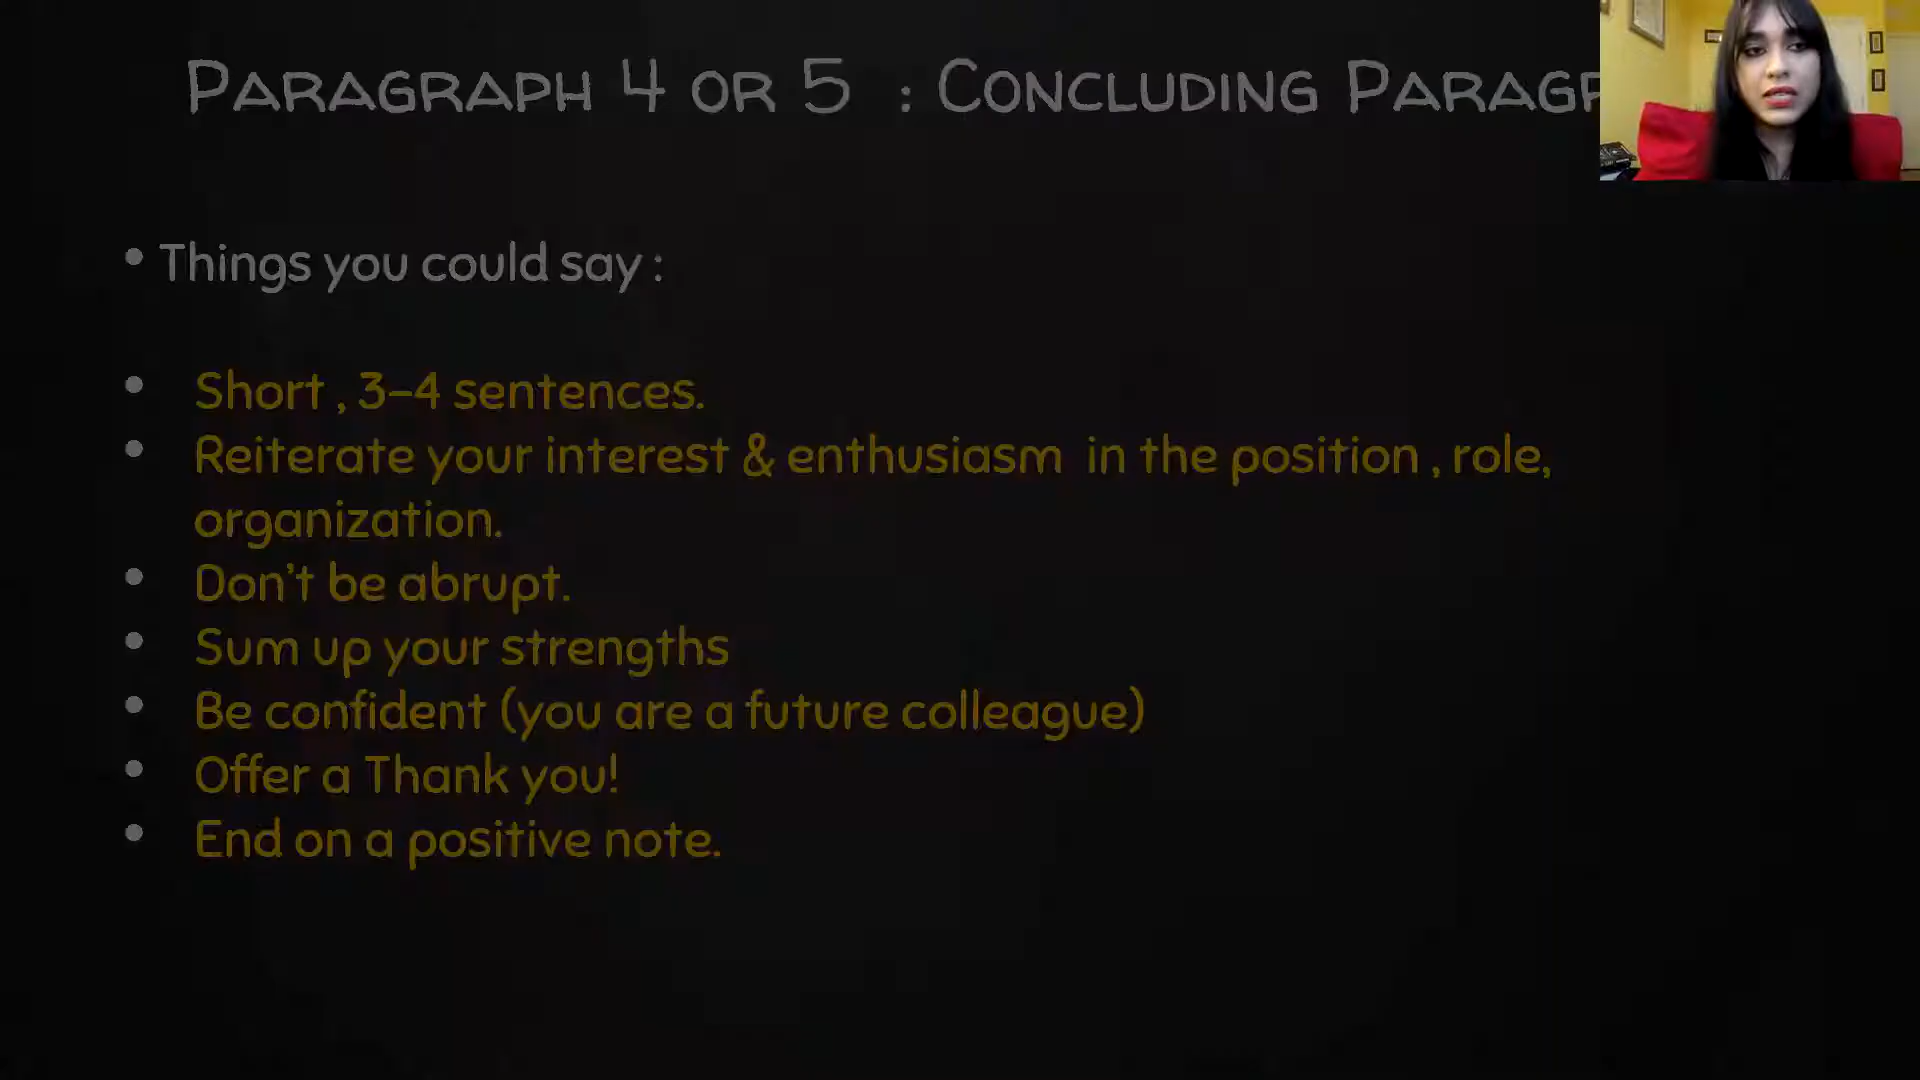 Paragraph 4 or 5 : Concluding
• Things you could say :
• Short , 3-4 sentences.
• Reiterate your interest & enthusiasm in the position , role,
organization.
• Don't be abrupt.
• Sum up your strengths
• Be confident (you are a future colleague)
• Offer a Thank you!
• End on a positive note.